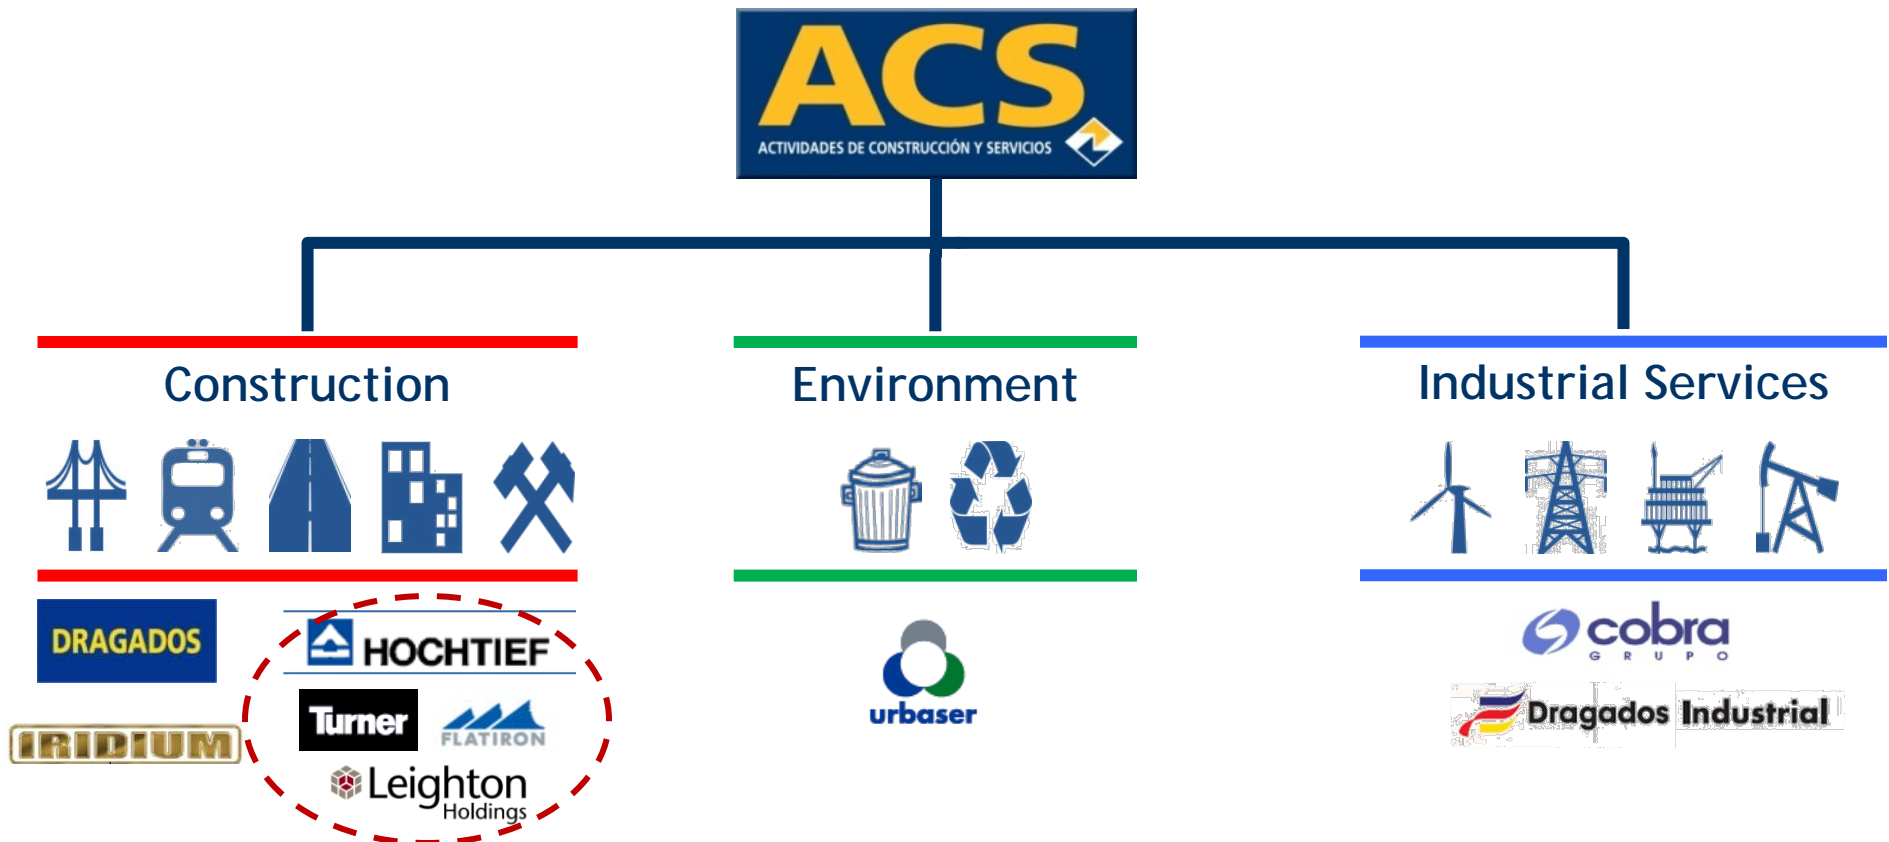 ACS
ACTIVIDADES DE CONSTRUCCIÓN Y SERVICIOS
Construction
Environment
Industrial Services
DRAGADOS
HOCHTIEF
IRIDIUM
Turner
FLATIRON
Leighton
Holdings
urbaser
cobra
GRUPO
Dragados Industrial